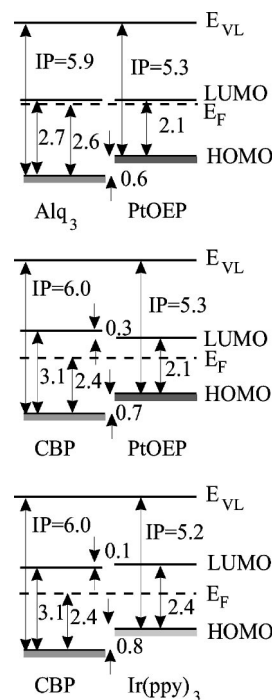 E_VL
IP=5.9 IP=5.3
LUMO
E_F
2.7 2.6 2.1
HOMO
0.6
Alq_3 PtOEP
E_VL
IP=6.0 IP=5.3
0.3 LUMO
E_F
3.1 2.4 2.1
HOMO
0.7
CBP PtOEP
E_VL
IP=6.0 IP=5.2
0.1 LUMO
3.1 2.4 2.4 E_F
HOMO
0.8
CBP Ir(ppy)_3